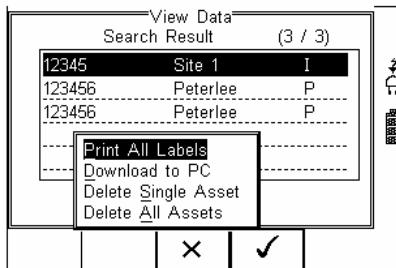 View Data
Search Result (3 / 3)
12345 Site 1 I
123456 Peterlee P
123456 Peterlee P
Print All Labels
Download to PC
Delete Single Asset
Delete All Assets